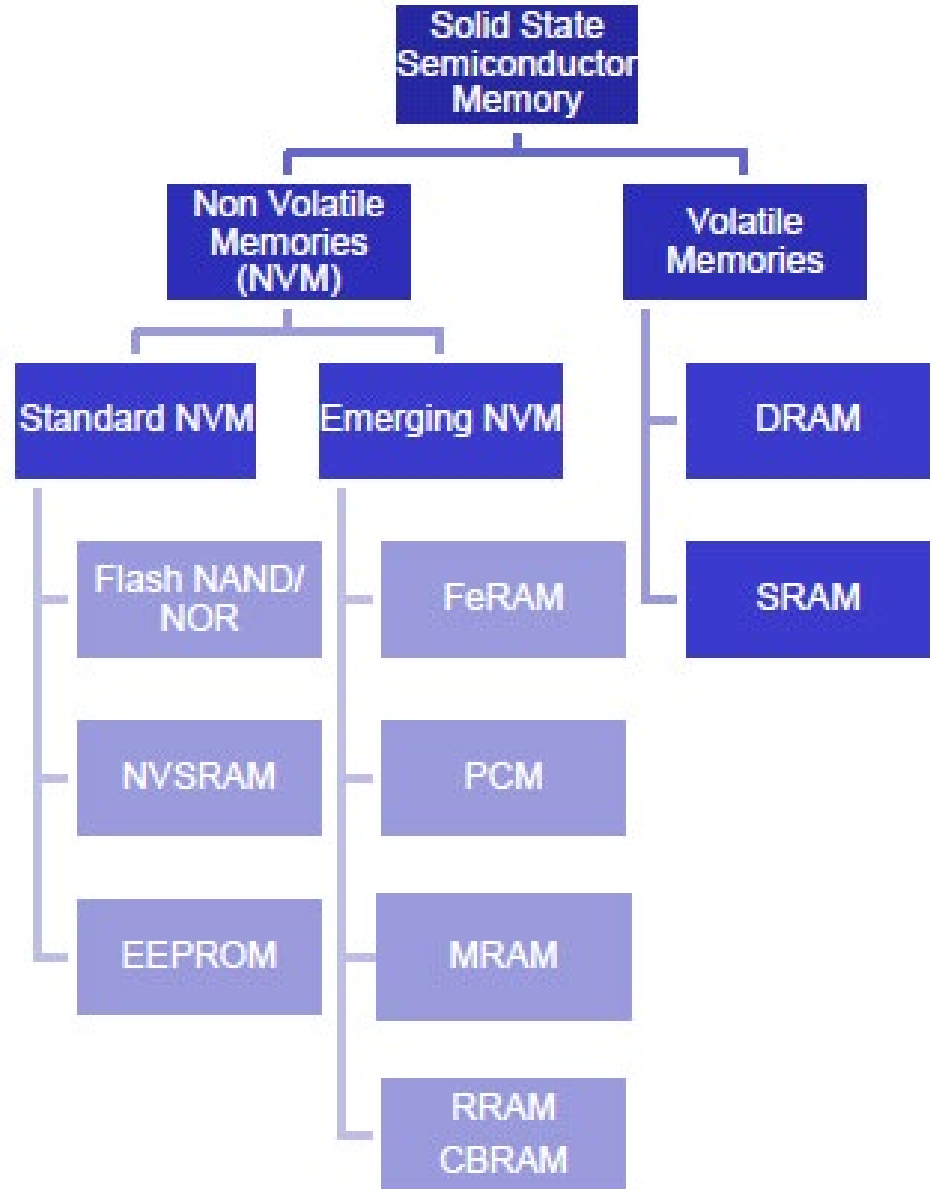 Solid State
Semiconductor
Memory
Non Volatile
Memories
(NVM)
Volatile
Memories
Standard NVM
Emerging NVM
DRAM
Flash NAND/
NOR
FeRAM
SRAM
NVSRAM
PCM
EEPROM
MRAM
RRAM
CBRAM